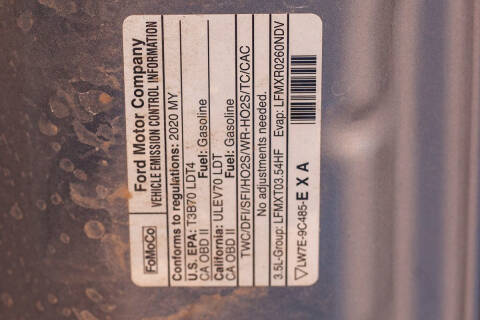 FoMoCo
Ford Motor Company
VEHICLE EMISSION CONTROL INFORMATION
Conforms to regulations: 2020 MY
U.S. EPA: T3B70 LDT4 Fuel: Gasoline
CA OBD II
California: ULEV70 LDT Fuel: Gasoline
CA OBD II
TWC/DFI/SFI/HO2S/WR-HO2S/TC/CAC
No adjustments needed.
3.5L-Group: LFMXT03.54HF Evap: LFMXR0260NDV
LW7E-9C485-EXA